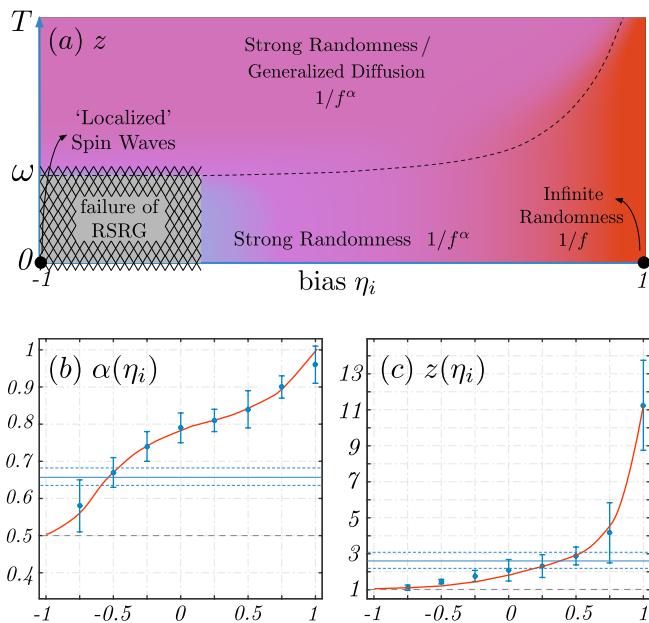 T
(a) z
Strong Randomness /
Generalized Diffusion
1/f^α
‘Localized’
Spin Waves
ω
failure of
RSRG
Infinite
Randomness
1/f
Strong Randomness 1/f^α
0
-1
bias η_i
1
(b) α(η_i)
1
0.9
0.8
0.7
0.6
0.5
0.4
-1 -0.5 0 0.5 1
(c) z(η_i)
13
11
9
7
5
3
1
-1 -0.5 0 0.5 1